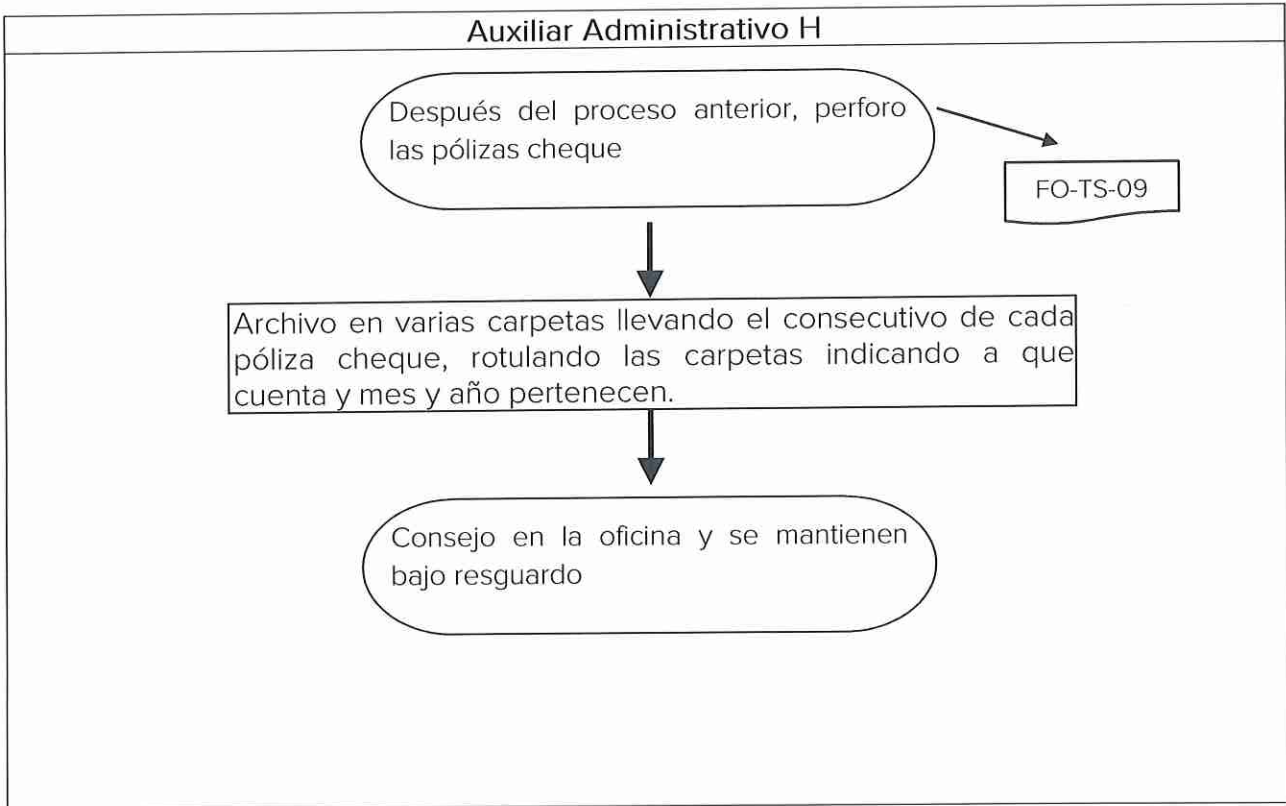 Auxiliar Administrativo H
Después del proceso anterior, perforo
las pólizas cheque
FO-TS-09
Archivo en varias carpetas llevando el consecutivo de cada
póliza cheque, rotulando las carpetas indicando a que
cuenta y mes y año pertenecen.
Consejo en la oficina y se mantienen
bajo resguardo